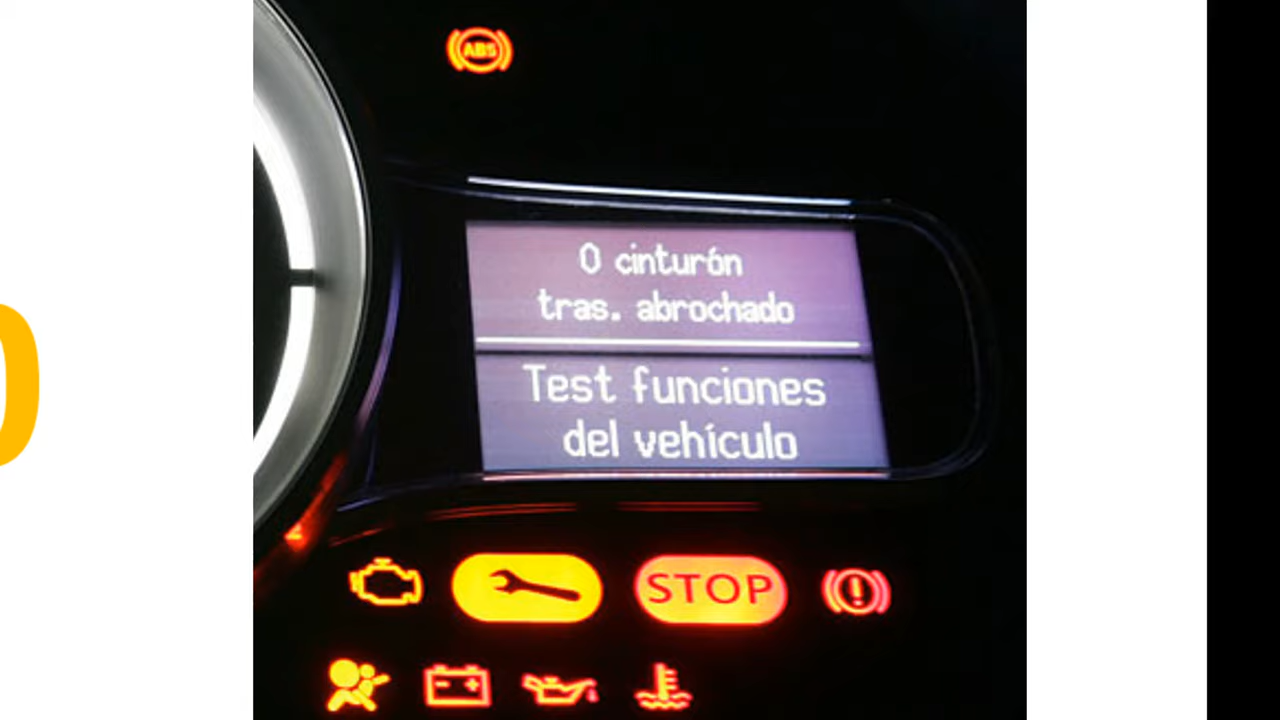 ABS
0 cinturón
tras. abrochado
Test funciones
del vehículo
STOP